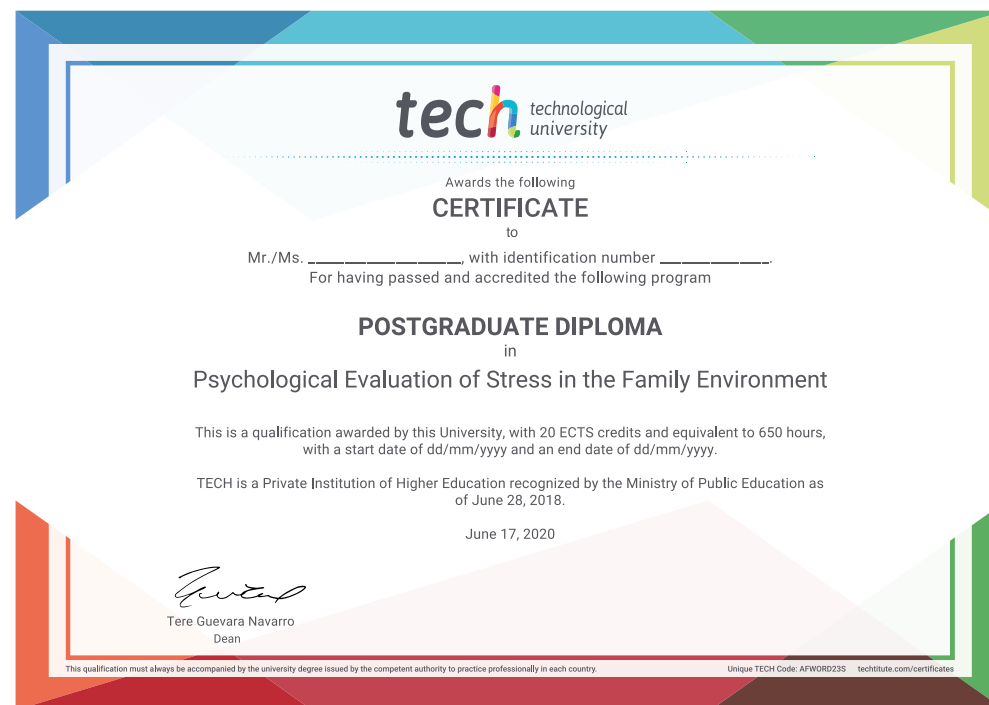 tech technological
university
Awards the following
CERTIFICATE
to
Mr./Ms. ____________________, with identification number ______________.
For having passed and accredited the following program
POSTGRADUATE DIPLOMA
in
Psychological Evaluation of Stress in the Family Environment
This is a qualification awarded by this University, with 20 ECTS credits and equivalent to 650 hours,
with a start date of dd/mm/yyyy and an end date of dd/mm/yyyy.
TECH is a Private Institution of Higher Education recognized by the Ministry of Public Education as
of June 28, 2018.
June 17, 2020
Tere Guevara Navarro
Dean
This qualification must always be accompanied by the university degree issued by the competent authority to practice professionally in each country.
Unique TECH Code: AFWORD23S techtitute.com/certificates